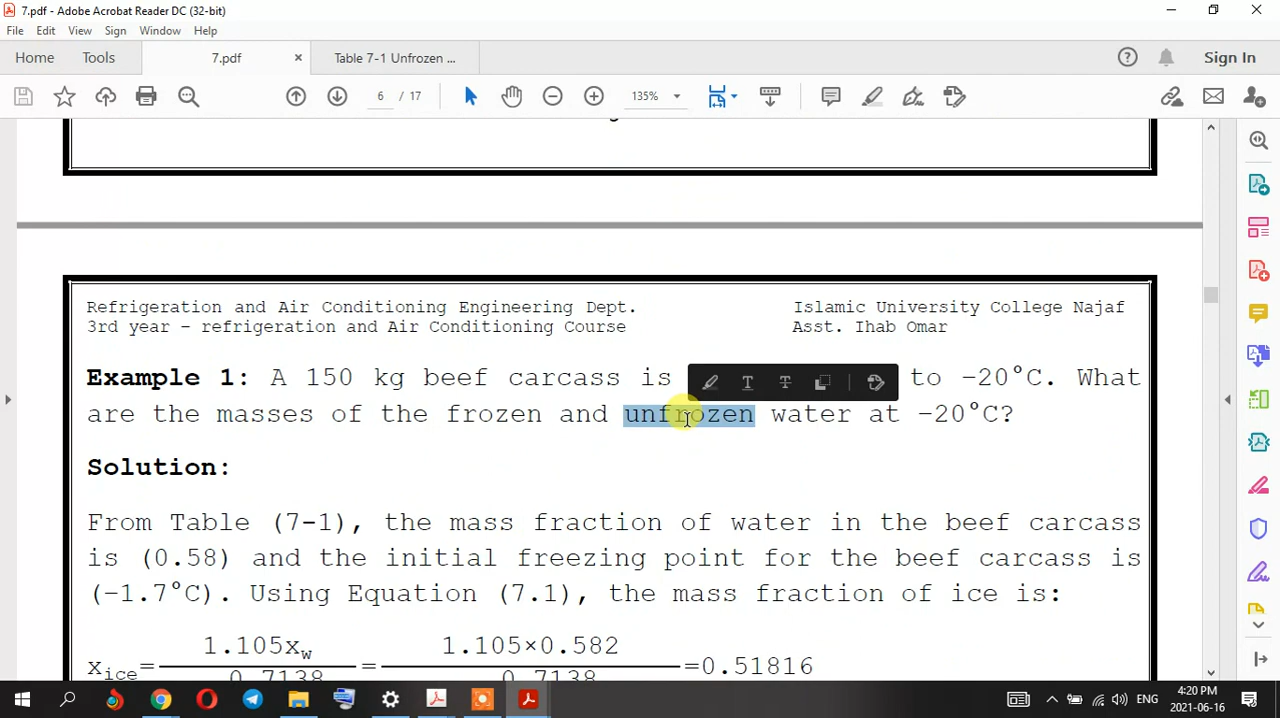 7.pdf - Adobe Acrobat Reader DC (32-bit)
File Edit View Sign Window Help
Home Tools 7.pdf × Table 7-1 Unfrozen ... Sign In
6 / 17 135%
Refrigeration and Air Conditioning Engineering Dept. Islamic University College Najaf
3rd year – refrigeration and Air Conditioning Course Asst. Ihab Omar
Example 1: A 150 kg beef carcass is to −20°C. What
are the masses of the frozen and unfrozen water at −20°C?
Solution:
From Table (7-1), the mass fraction of water in the beef carcass
is (0.58) and the initial freezing point for the beef carcass is
(−1.7°C). Using Equation (7.1), the mass fraction of ice is:
1.105xw 1.105×0.582
xice= = =0.51816
0.7138 0.7138
ENG 4:20 PM
2021-06-16